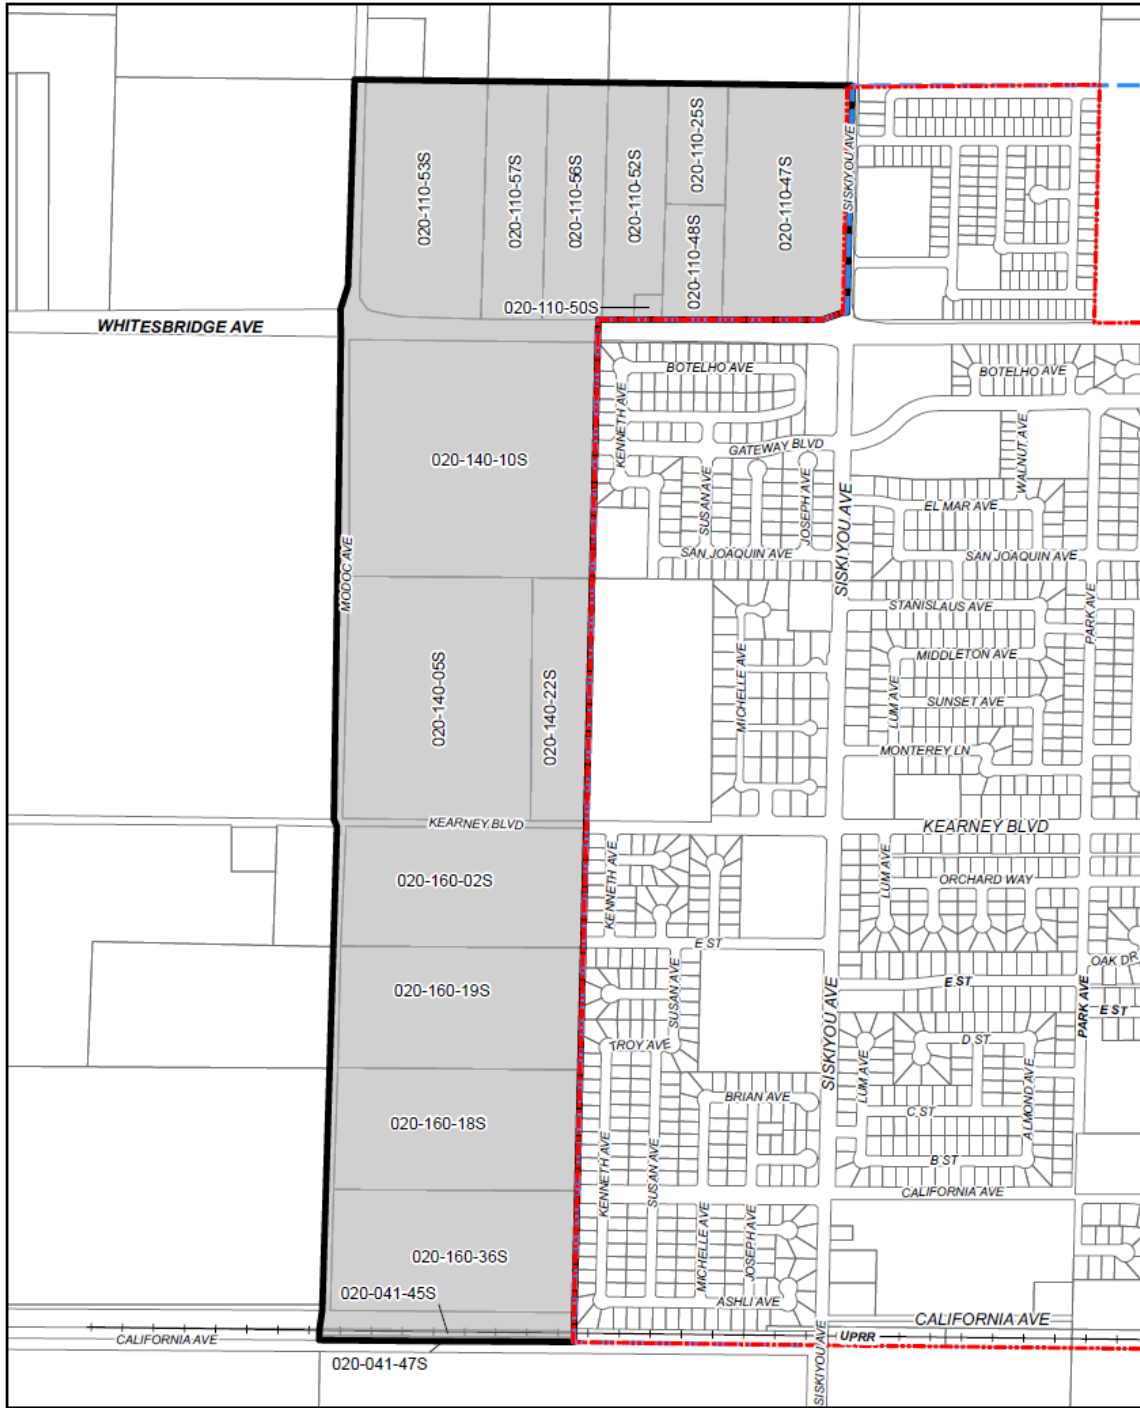 020-110-53S
020-110-57S
020-110-56S
020-110-52S
020-110-25S
020-110-48S
020-110-47S
SISKIYOU AVE
020-110-50S
WHITESBRIDGE AVE
BOTELHO AVE
BOTELHO AVE
KENNETH AVE
GATEWAY BLVD
WALNUT AVE
020-140-10S
SUSAN AVE
JOSEPH AVE
SISKIYOU AVE
EL MAR AVE
SAN JOAQUIN AVE
SAN JOAQUIN AVE
MODOC AVE
STANISLAUS AVE
PARK AVE
020-140-05S
020-140-22S
MICHELLE AVE
MIDDLETON AVE
LUM AVE
SUNSET AVE
MONTEREY LN
KEARNEY BLVD
KEARNEY BLVD
020-160-02S
KENNETH AVE
LUM AVE
ORCHARD WAY
E ST
OAK DR
020-160-19S
SUSAN AVE
SISKIYOU AVE
E ST
PARK AVE
E ST
TROY AVE
D ST
LUM AVE
ALMOND AVE
BRIAN AVE
C ST
020-160-18S
KENNETH AVE
SUSAN AVE
B ST
CALIFORNIA AVE
020-160-36S
MICHELLE AVE
JOSEPH AVE
020-041-45S
ASHLI AVE
CALIFORNIA AVE
CALIFORNIA AVE
UPRR
020-041-47S
SISKIYOU AVE